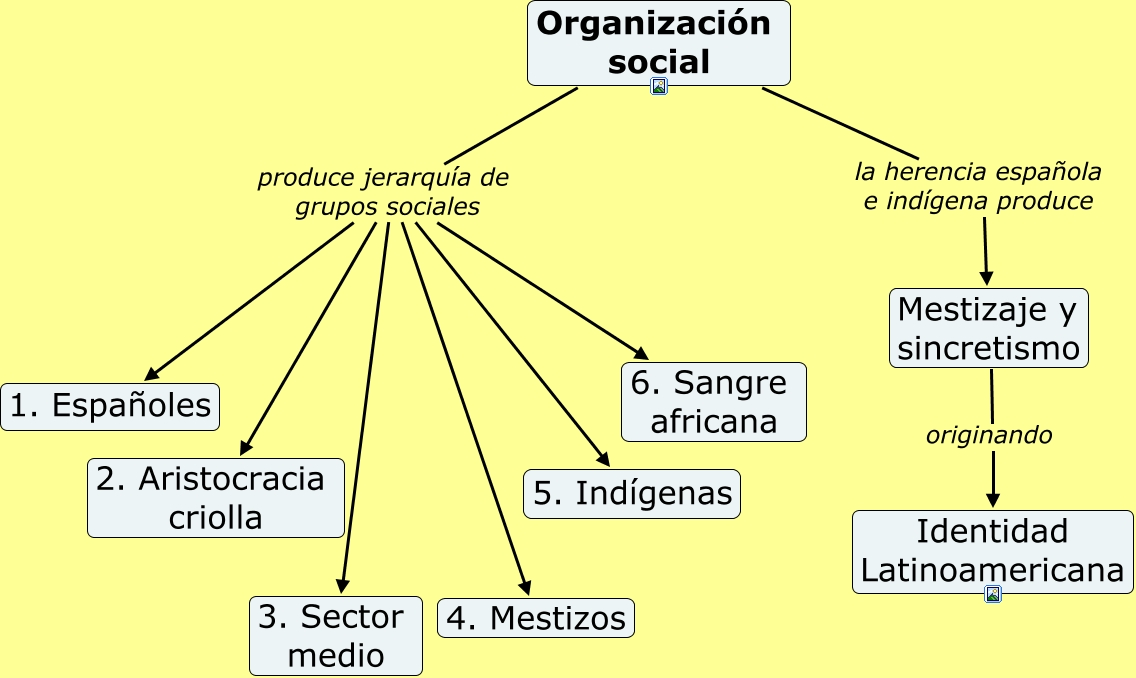 Organización
social
produce jerarquía de
grupos sociales
la herencia española
e indígena produce
1. Españoles
2. Aristocracia
criolla
3. Sector
medio
4. Mestizos
5. Indígenas
6. Sangre
africana
Mestizaje y
sincretismo
originando
Identidad
Latinoamericana